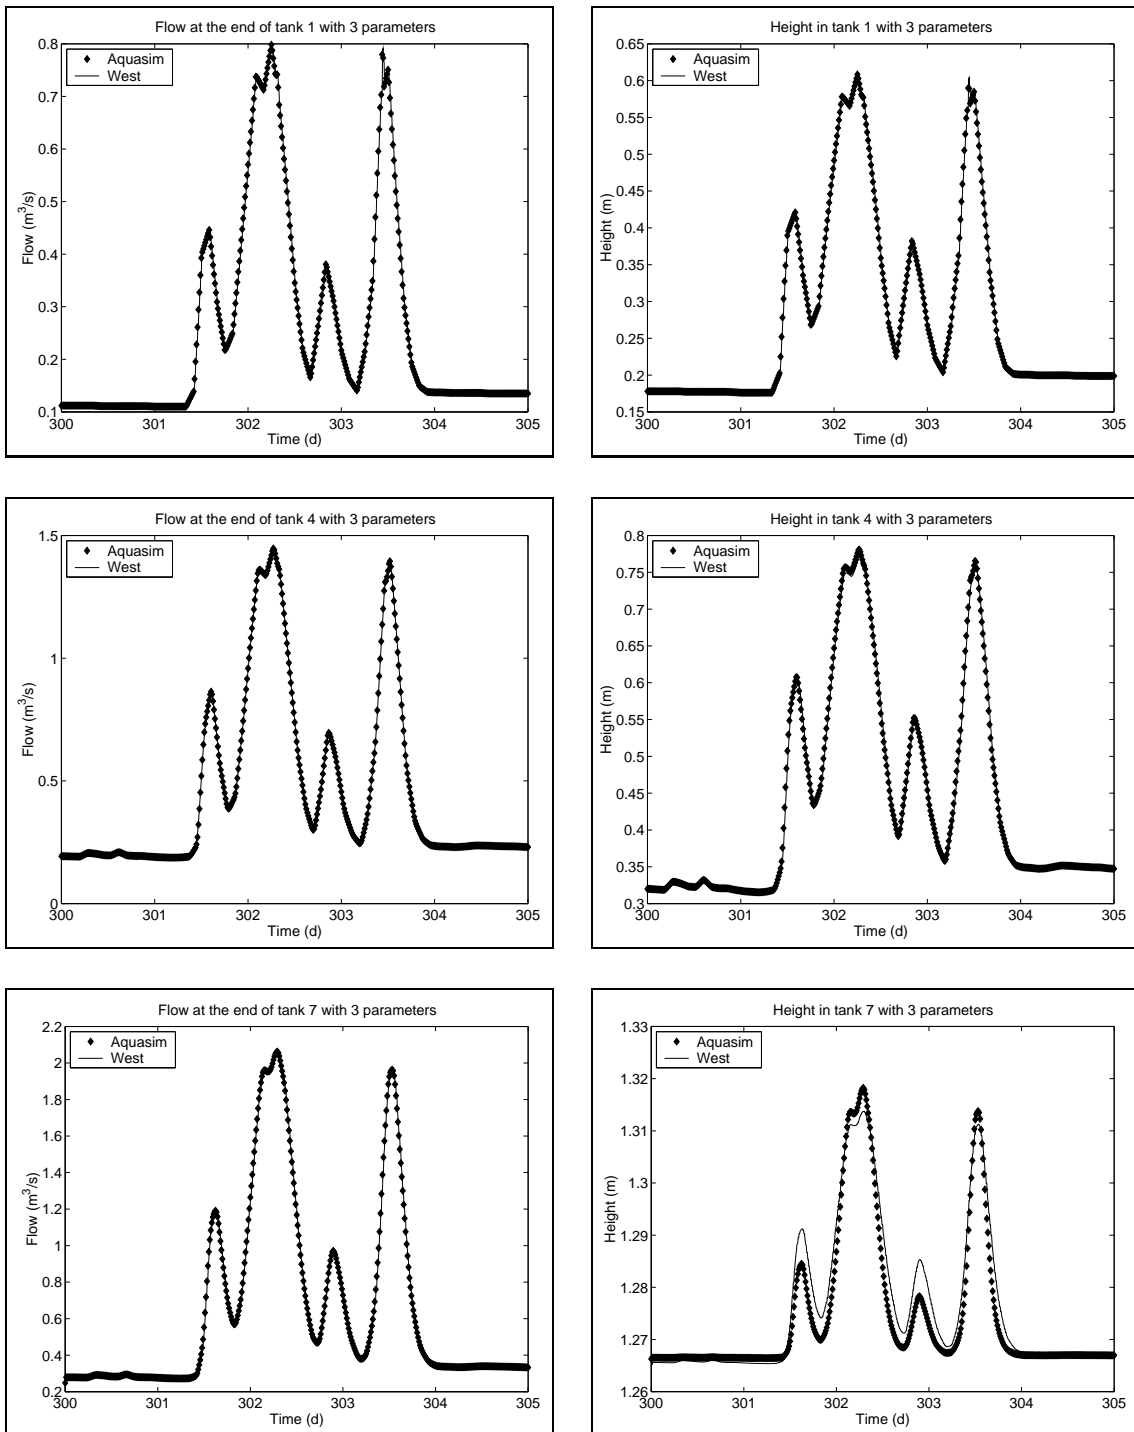 Flow at the end of tank 1 with 3 parameters
Aquasim
West
0.8
0.7
0.6
0.5
0.4
0.3
0.2
0.1
Flow (m³/s)
300 301 302 303 304 305
Time (d)
Height in tank 1 with 3 parameters
Aquasim
West
0.65
0.6
0.55
0.5
0.45
0.4
0.35
0.3
0.25
0.2
0.15
Height (m)
300 301 302 303 304 305
Time (d)
Flow at the end of tank 4 with 3 parameters
Aquasim
West
1.5
1
0.5
0
Flow (m³/s)
300 301 302 303 304 305
Time (d)
Height in tank 4 with 3 parameters
Aquasim
West
0.8
0.75
0.7
0.65
0.6
0.55
0.5
0.45
0.4
0.35
0.3
Height (m)
300 301 302 303 304 305
Time (d)
Flow at the end of tank 7 with 3 parameters
Aquasim
West
2.2
2
1.8
1.6
1.4
1.2
1
0.8
0.6
0.4
0.2
Flow (m³/s)
300 301 302 303 304 305
Time (d)
Height in tank 7 with 3 parameters
Aquasim
West
1.33
1.32
1.31
1.3
1.29
1.28
1.27
1.26
Height (m)
300 301 302 303 304 305
Time (d)